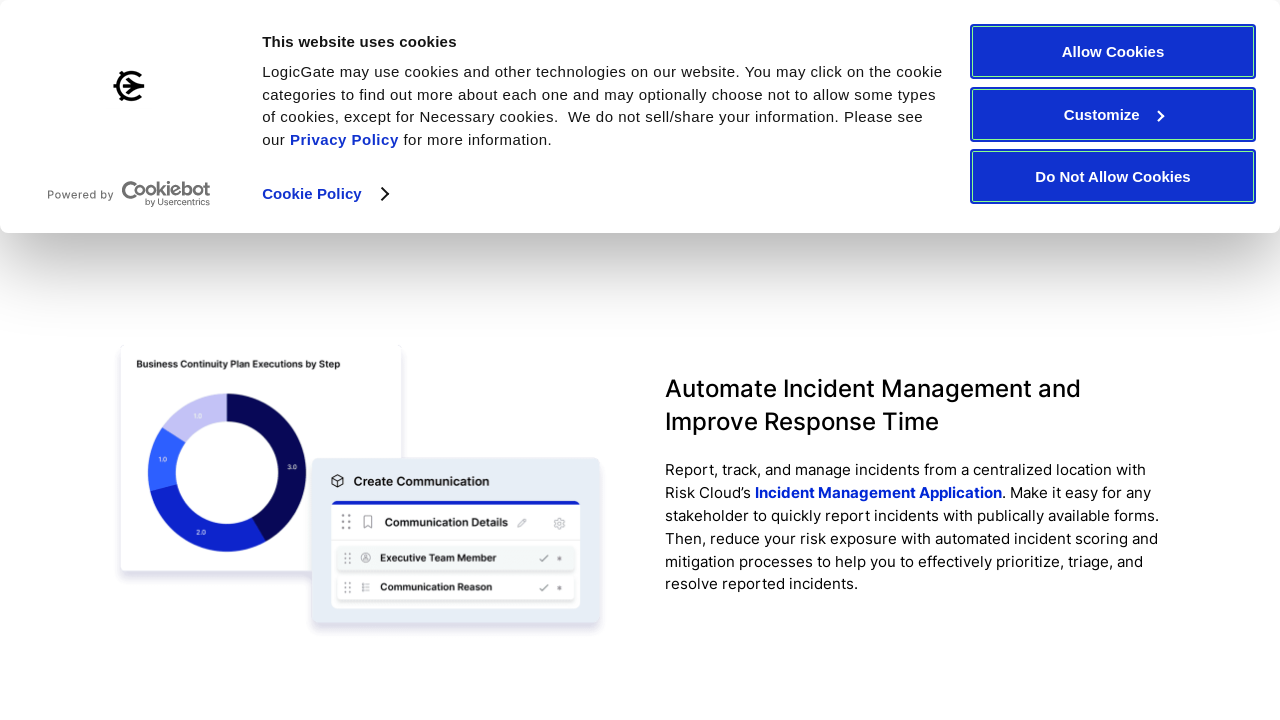 This website uses cookies
LogicGate may use cookies and other technologies on our website. You may click on the cookie
categories to find out more about each one and may optionally choose not to allow some types
of cookies, except for Necessary cookies.  We do not sell/share your information. Please see
our Privacy Policy for more information.
Cookie Policy
Powered by Cookiebot
by Usercentrics
Allow Cookies
Customize
Do Not Allow Cookies
Business Continuity Plan Executions by Step
1.0
1.0
3.0
2.0
Create Communication
Communication Details
Executive Team Member
Communication Reason
Automate Incident Management and
Improve Response Time
Report, track, and manage incidents from a centralized location with
Risk Cloud’s Incident Management Application. Make it easy for any
stakeholder to quickly report incidents with publically available forms.
Then, reduce your risk exposure with automated incident scoring and
mitigation processes to help you to effectively prioritize, triage, and
resolve reported incidents.